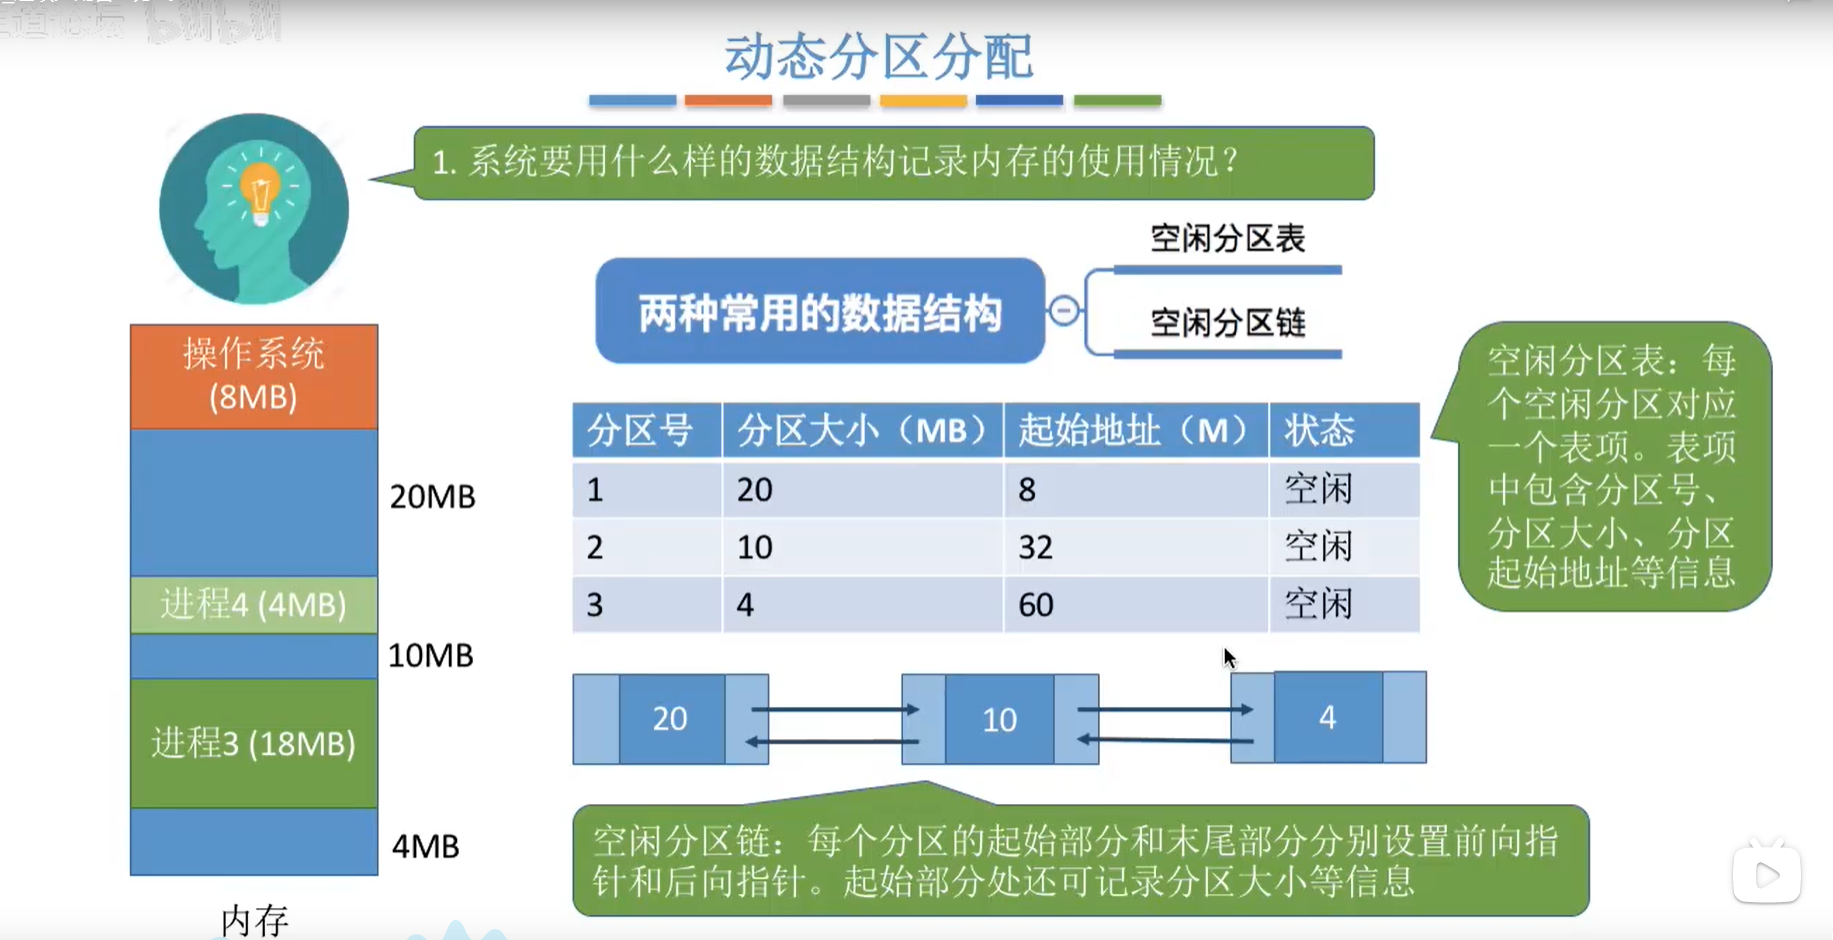 bilibili
动态分区分配
1. 系统要用什么样的数据结构记录内存的使用情况？
两种常用的数据结构
空闲分区表
空闲分区链
操作系统
(8MB)
20MB
进程4 (4MB)
10MB
进程3 (18MB)
4MB
内存
分区号 分区大小（MB） 起始地址（M） 状态
1 20 8 空闲
2 10 32 空闲
3 4 60 空闲
空闲分区表：每
个空闲分区对应
一个表项。表项
中包含分区号、
分区大小、分区
起始地址等信息
20 10 4
空闲分区链：每个分区的起始部分和末尾部分分别设置前向指
针和后向指针。起始部分处还可记录分区大小等信息